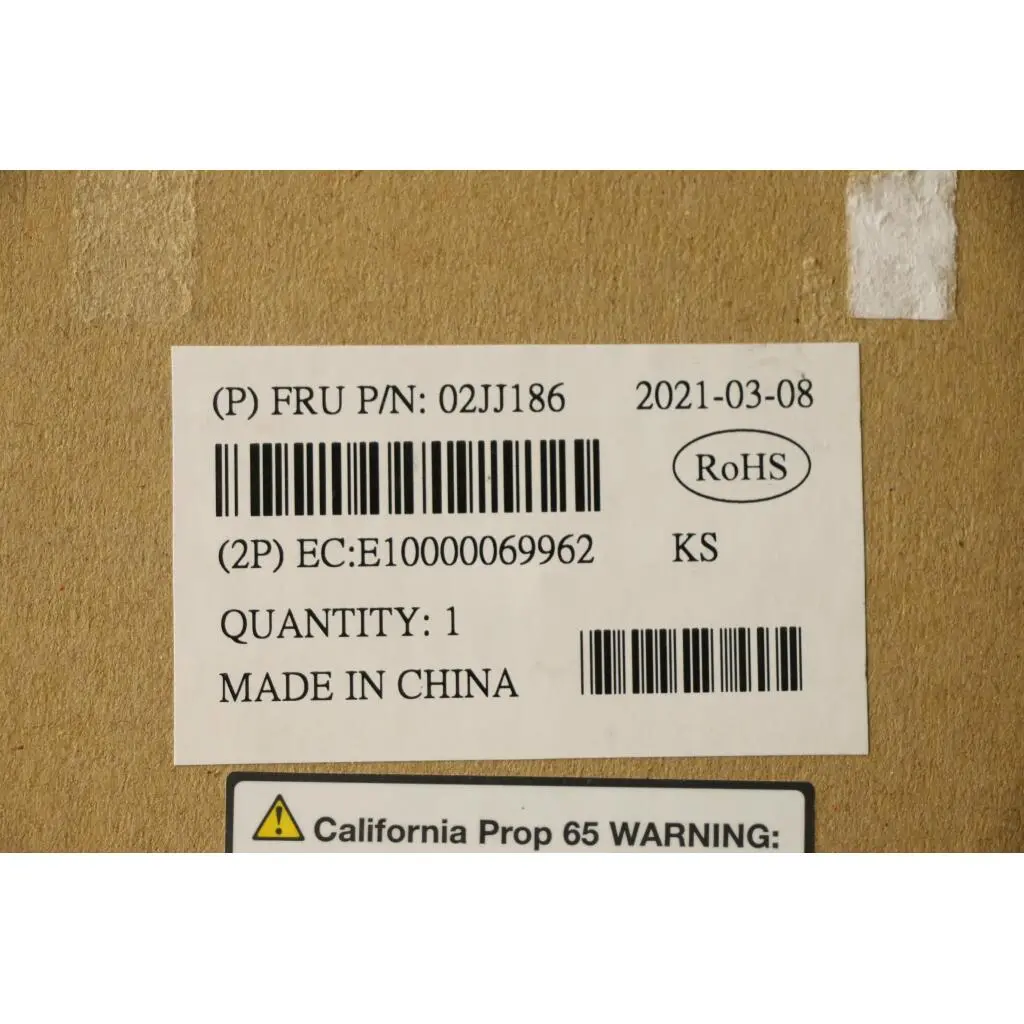 (P) FRU P/N: 02JJ186 2021-03-08
RoHS
(2P) EC:E10000069962 KS
QUANTITY: 1
MADE IN CHINA
California Prop 65 WARNING: